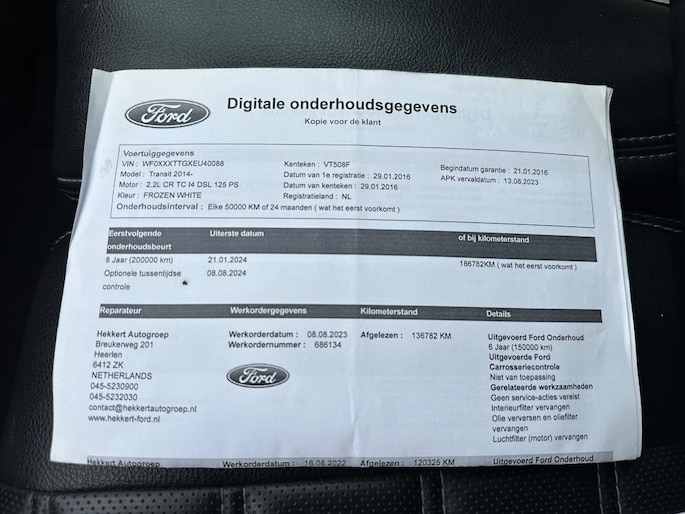 Ford
Digitale onderhoudsgegevens
Kopie voor de klant
Voertuiggegevens
VIN : WF0XXXTTGXEU40088 Kenteken : VT508F Begindatum garantie : 21.01.2016
Model : Transit 2014- Datum van 1e registratie : 29.01.2016 APK vervaldatum : 13.08.2023
Motor : 2.2L CR TC I4 DSL 125 PS Datum van kenteken : 29.01.2016
Kleur : FROZEN WHITE Registratieland : NL
Onderhoudsinterval : Elke 50000 KM of 24 maanden ( wat het eerst voorkomt )
Eerstvolgende Uiterste datum of bij kilometerstand
onderhoudsbeurt
8 Jaar (200000 km) 21.01.2024 186782KM ( wat het eerst voorkomt )
Optionele tussentijdse 08.08.2024
controle
Reparateur Werkordergegevens Kilometerstand Details
Hekkert Autogroep Werkorderdatum : 08.08.2023 Afgelezen : 136782 KM Uitgevoerd Ford Onderhoud
Breukerweg 201 Werkordernummer : 686134 6 Jaar (150000 km)
Heerlen Uitgevoerde Ford
6412 ZK Carrosseriecontrole
NETHERLANDS Ford Niet van toepassing
045-5230900 Gerelateerde werkzaamheden
045-5232030 Geen service-acties vereist
contact@hekkertautogroep.nl Interieurfilter vervangen
www.hekkert-ford.nl Olie verversen en oliefilter
vervangen
Luchtfilter (motor) vervangen
Hekkert Autogroep Werkorderdatum : 16.08.2022 Afgelezen : 120325 KM Uitgevoerd Ford Onderhoud